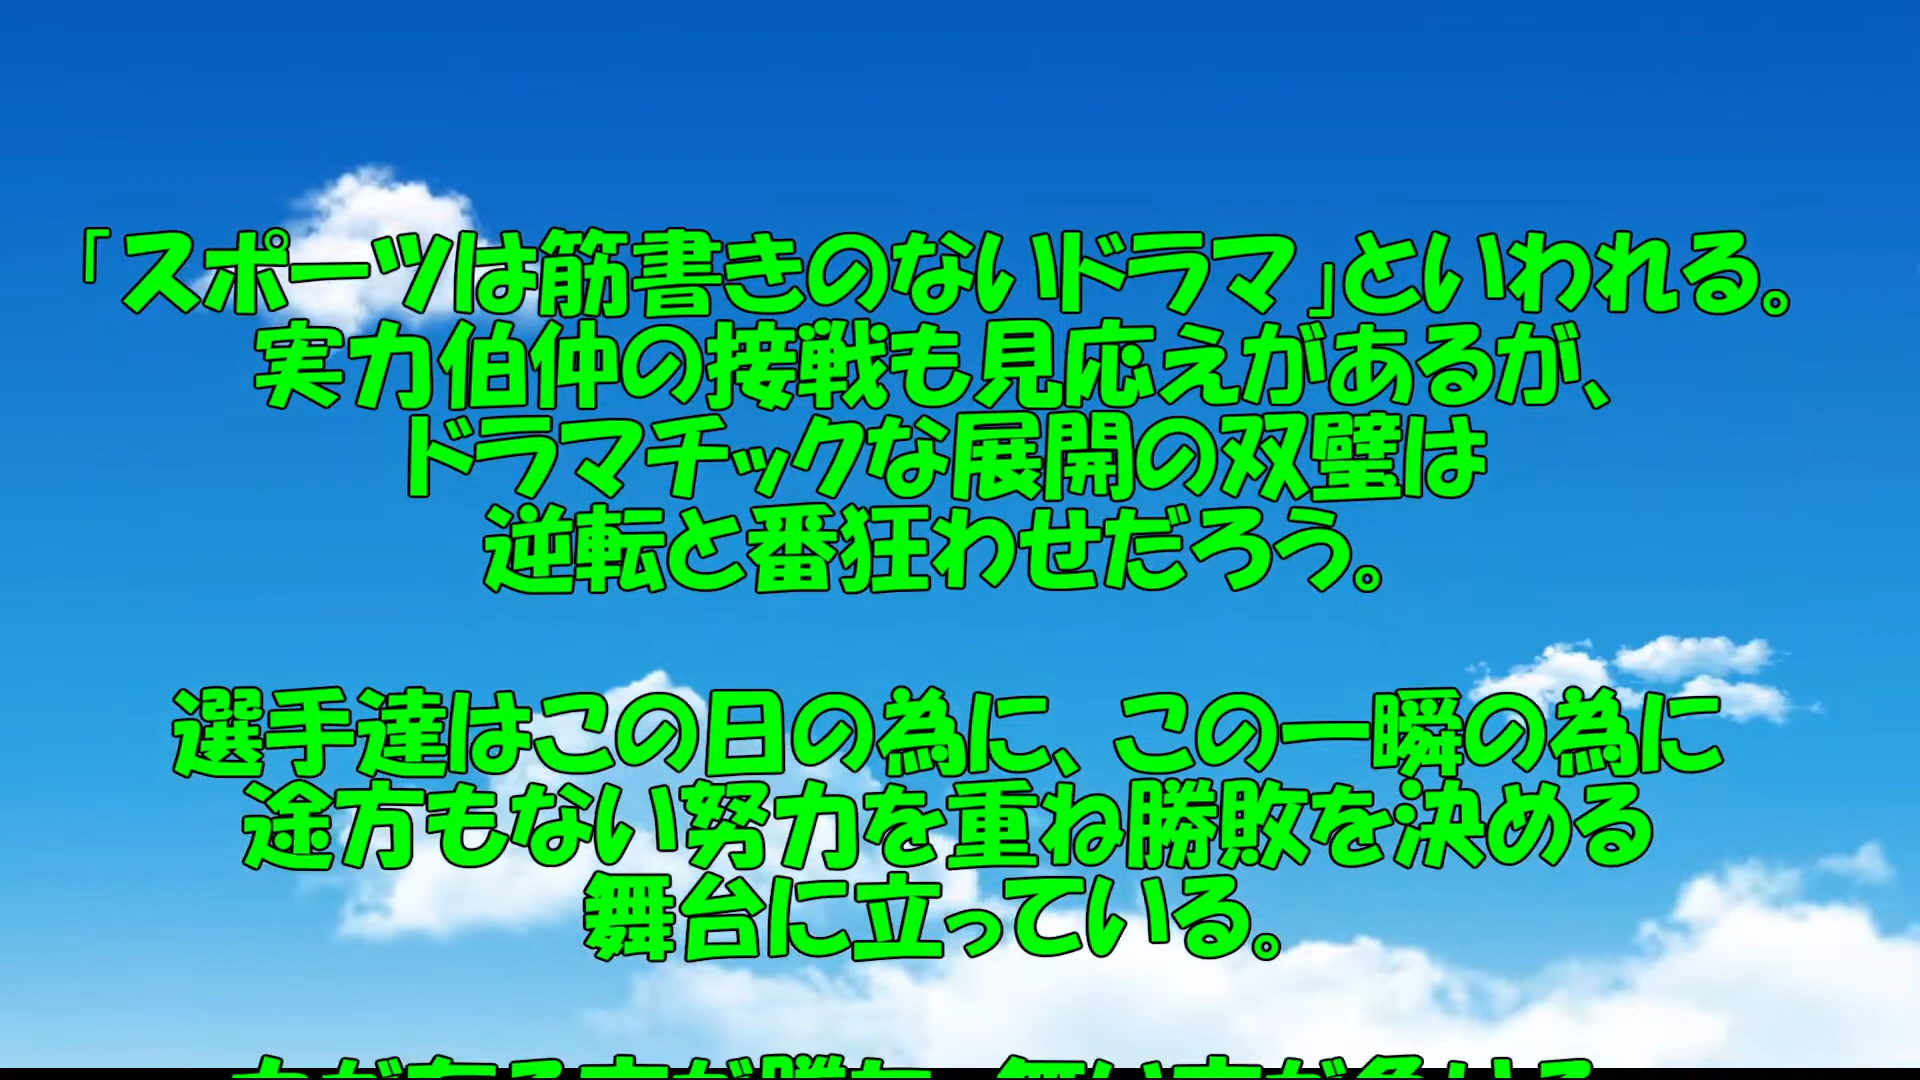 「スポーツは筋書きのないドラマ」といわれる。
実力伯仲の接戦も見応えがあるが、
ドラマチックな展開の双璧は
逆転と番狂わせだろう。
選手達はこの日の為に、この一瞬の為に
途方もない努力を重ね勝敗を決める
舞台に立っている。